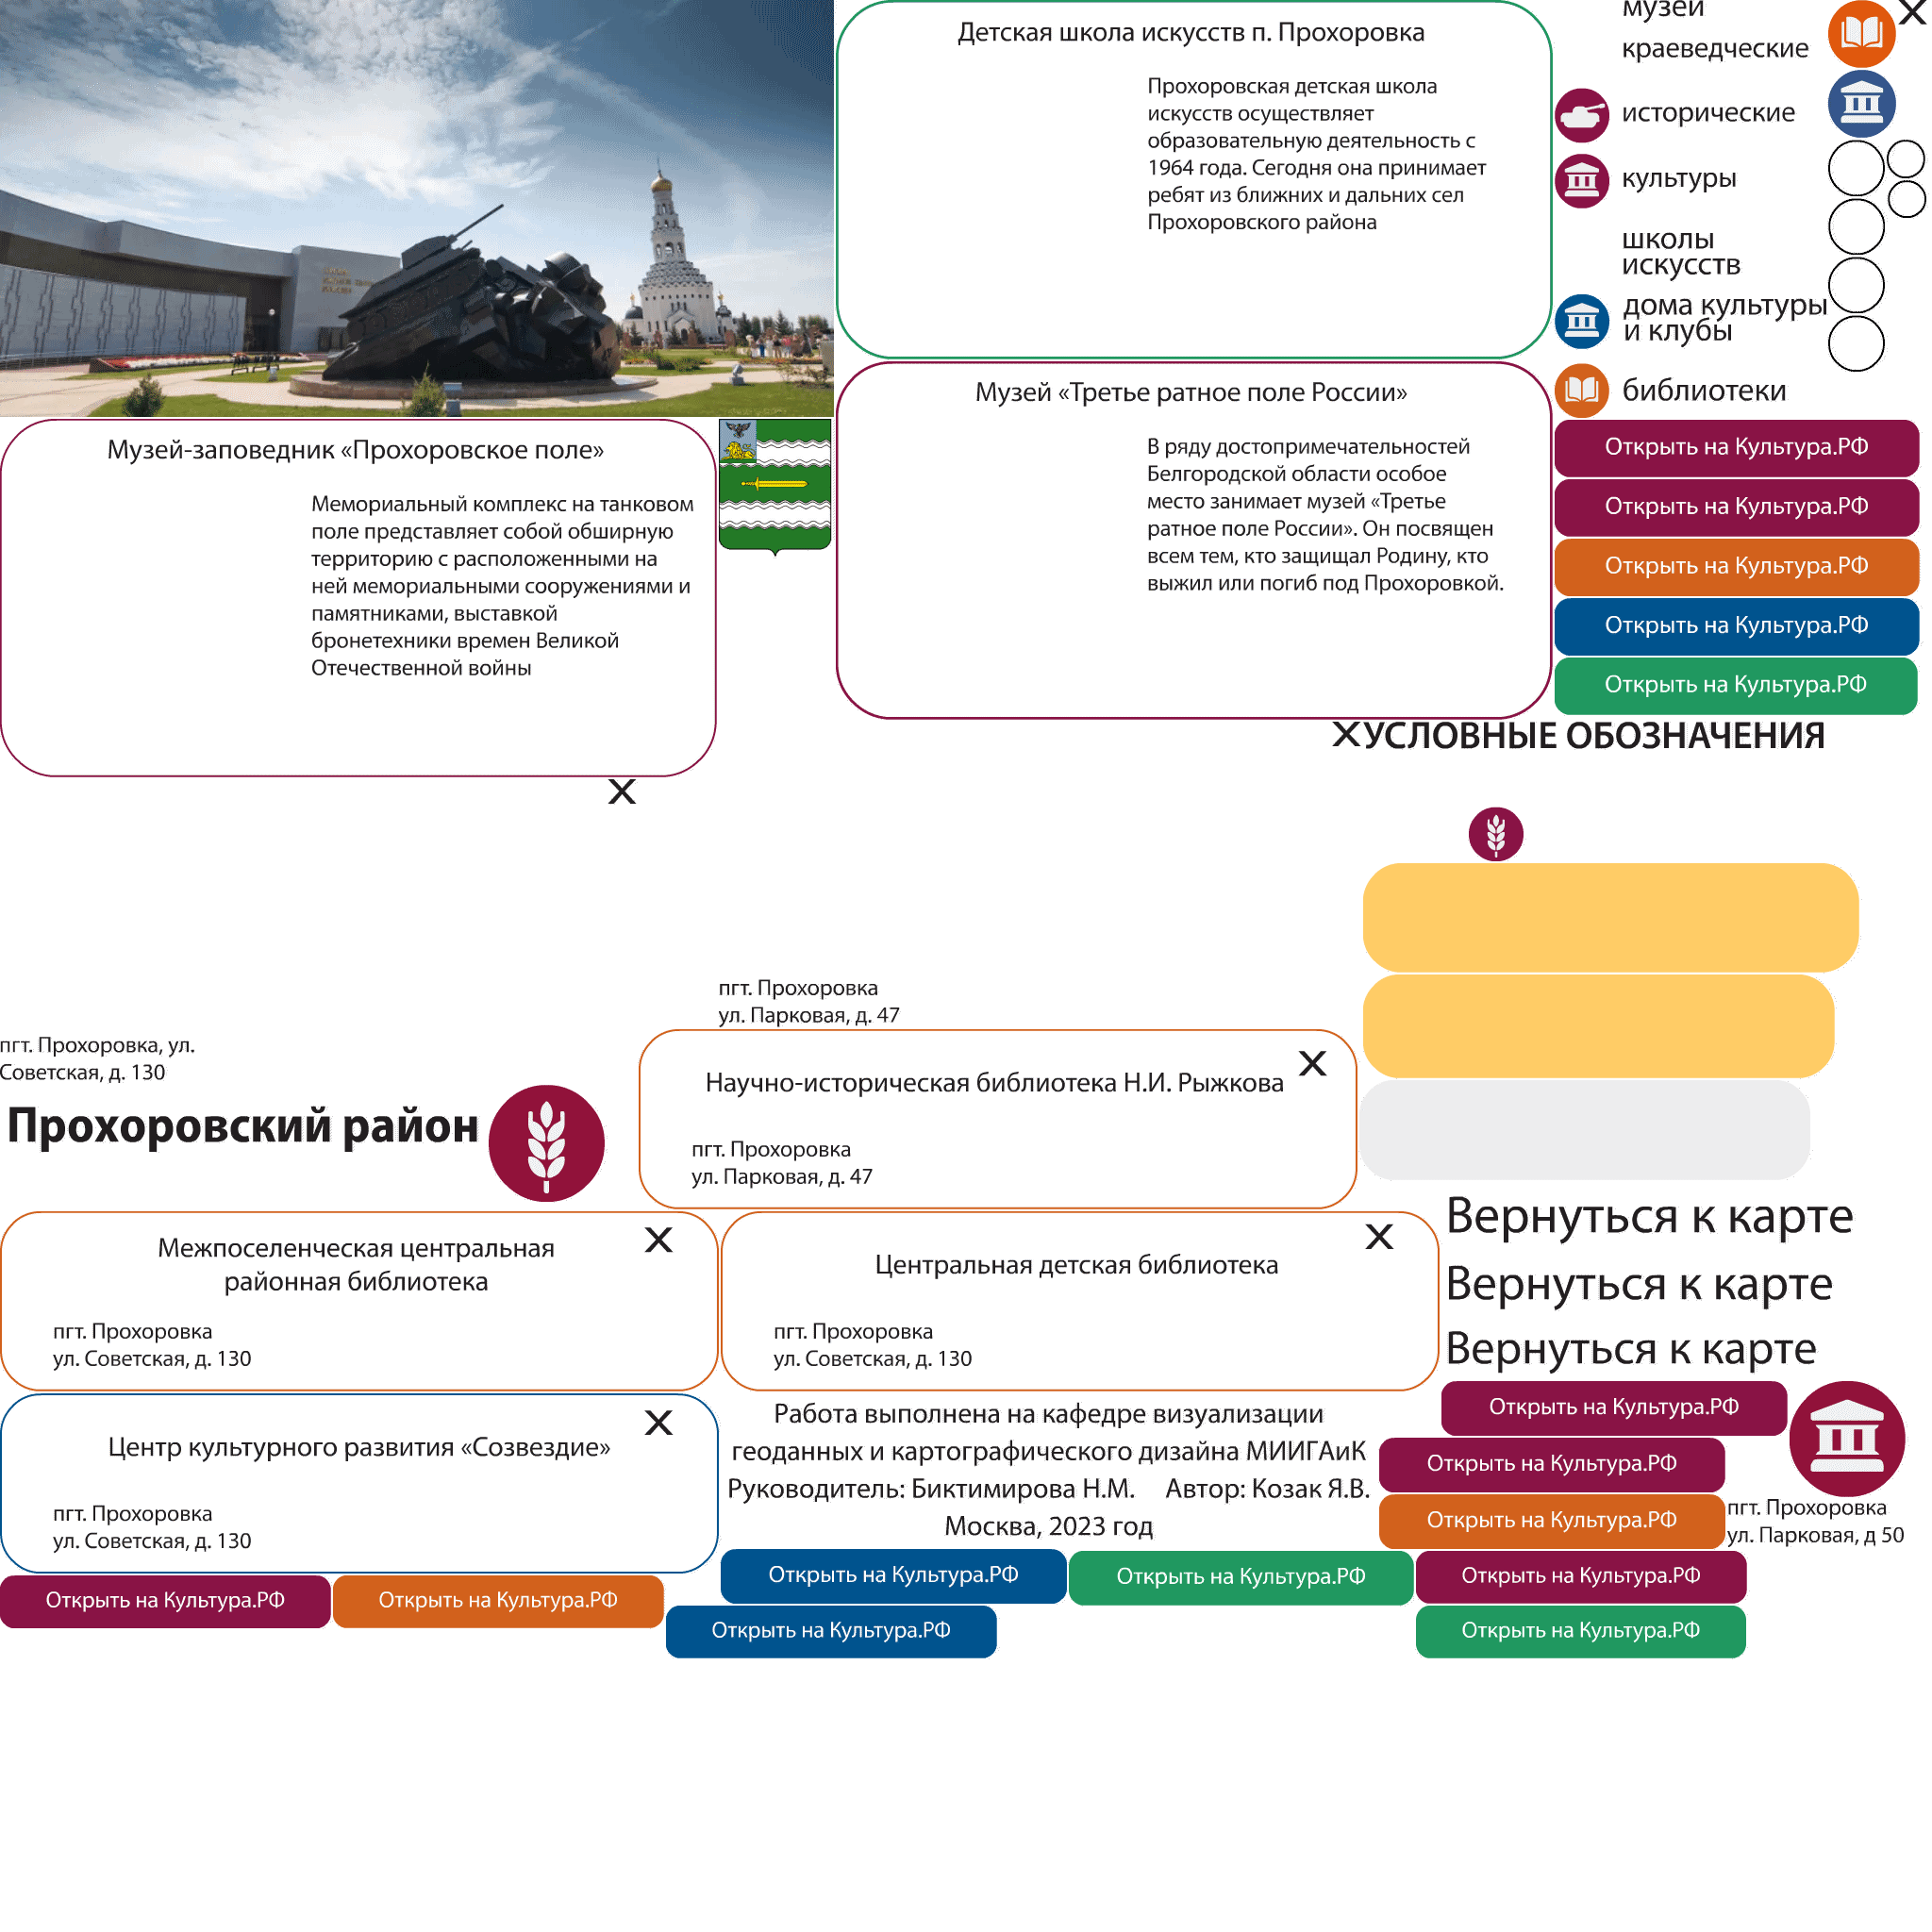 Детская школа искусств п. Прохоровка
Прохоровская детская школа
искусств осуществляет
образовательную деятельность с
1964 года. Сегодня она принимает
ребят из ближних и дальних сел
Прохоровского района
музеи
краеведческие
исторические
культуры
школы
искусств
дома культуры
и клубы
библиотеки
X
Музей «Третье ратное поле России»
В ряду достопримечательностей
Белгородской области особое
место занимает музей «Третье
ратное поле России». Он посвящен
всем тем, кто защищал Родину, кто
выжил или погиб под Прохоровкой.
Музей-заповедник «Прохоровское поле»
Мемориальный комплекс на танковом
поле представляет собой обширную
территорию с расположенными на
ней мемориальными сооружениями и
памятниками, выставкой
бронетехники времен Великой
Отечественной войны
X
Открыть на Культура.РФ
Открыть на Культура.РФ
Открыть на Культура.РФ
Открыть на Культура.РФ
Открыть на Культура.РФ
X УСЛОВНЫЕ ОБОЗНАЧЕНИЯ
пгт. Прохоровка
ул. Парковая, д. 47
пгт. Прохоровка, ул.
Советская, д. 130
Прохоровский район
Научно-историческая библиотека Н.И. Рыжкова
X
пгт. Прохоровка
ул. Парковая, д. 47
Межпоселенческая центральная
районная библиотека
X
пгт. Прохоровка
ул. Советская, д. 130
Центральная детская библиотека
X
пгт. Прохоровка
ул. Советская, д. 130
Вернуться к карте
Вернуться к карте
Вернуться к карте
Центр культурного развития «Созвездие»
X
пгт. Прохоровка
ул. Советская, д. 130
Работа выполнена на кафедре визуализации
геоданных и картографического дизайна МИИГАиК
Руководитель: Биктимирова Н.М. Автор: Козак Я.В.
Москва, 2023 год
Открыть на Культура.РФ
Открыть на Культура.РФ
Открыть на Культура.РФ
пгт. Прохоровка
ул. Парковая, д 50
Открыть на Культура.РФ
Открыть на Культура.РФ
Открыть на Культура.РФ
Открыть на Культура.РФ
Открыть на Культура.РФ
Открыть на Культура.РФ
Открыть на Культура.РФ